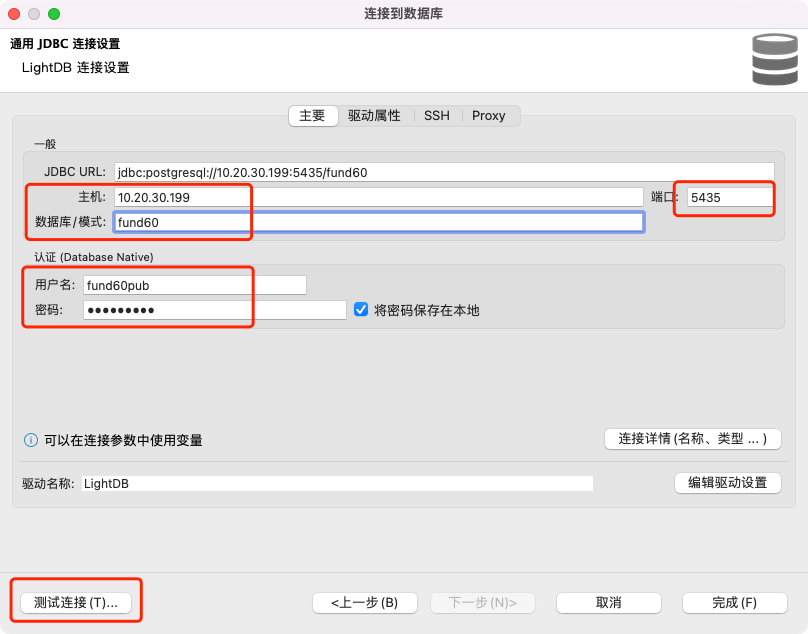 连接到数据库
通用 JDBC 连接设置
LightDB 连接设置
主要 驱动属性 SSH Proxy
一般
JDBC URL: jdbc:postgresql://10.20.30.199:5435/fund60
主机: 10.20.30.199 端口: 5435
数据库/模式: fund60
认证 (Database Native)
用户名: fund60pub
密码: ●●●●●●●●● 将密码保存在本地
可以在连接参数中使用变量 连接详情(名称、类型 ... )
驱动名称: LightDB 编辑驱动设置
测试连接(T)... <上一步(B) 下一步(N)> 取消 完成(F)